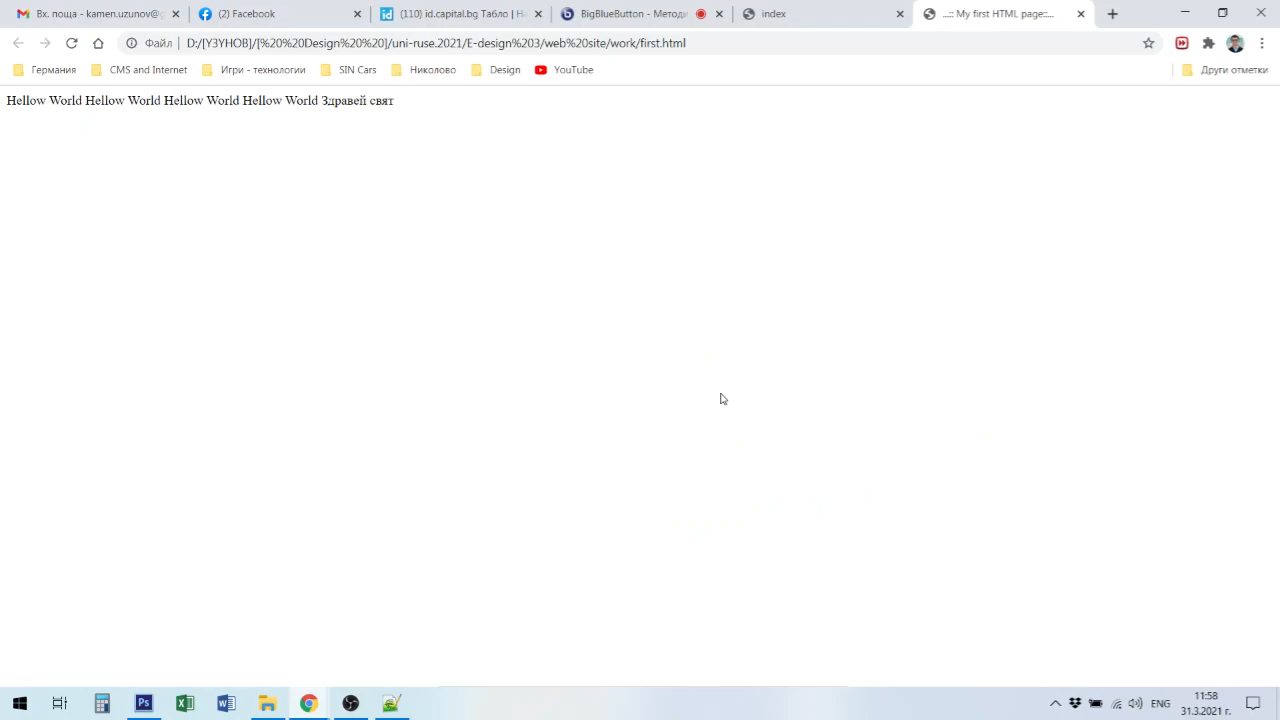 Вх. поща - kamen.uzunov@g
(2) Facebook
(110) id.capital.bg Табло | На
BigBlueButton - Методи
index
..:: My first HTML page::...
Файл
D:/[УЗУНОВ]/[%20%20Design%20%20]/uni-ruse.2021/E-design%203/web%20site/work/first.html
Германия
CMS and Internet
Игри - технологии
SIN Cars
Николово
Design
YouTube
Други отметки
Hellow World Hellow World Hellow World Hellow World Здравей свят
Ps
ENG
11:58
31.3.2021 г.